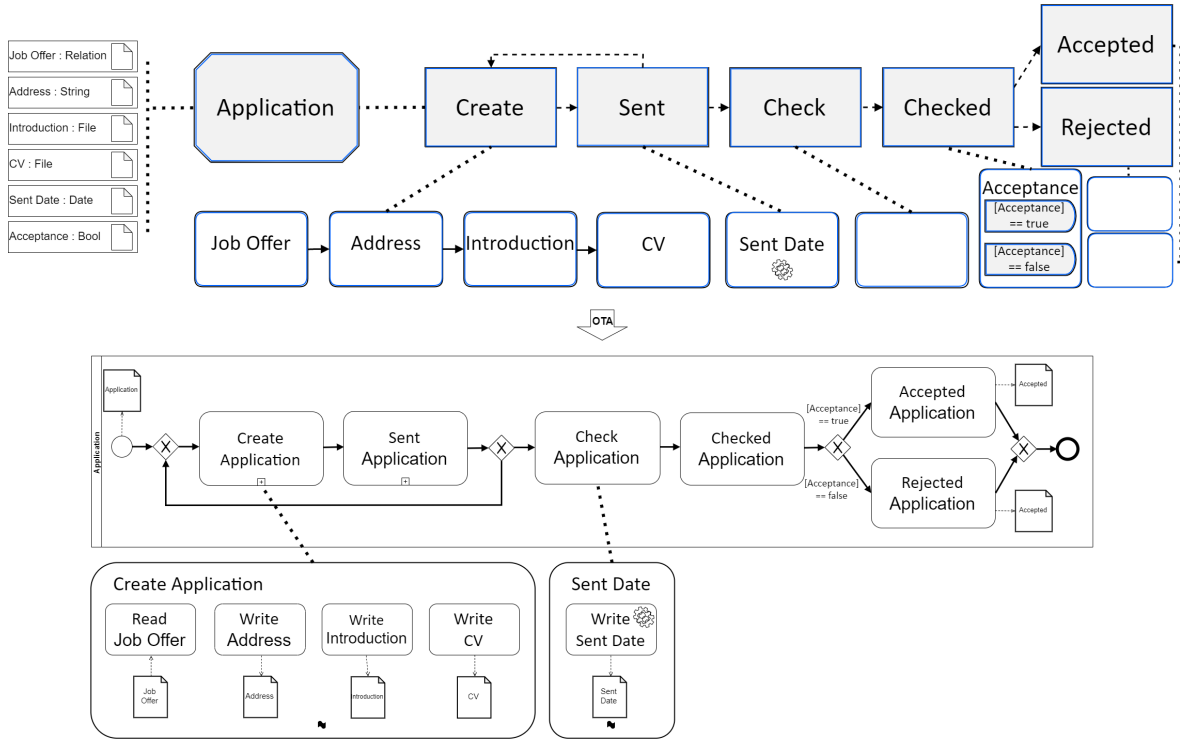 Job Offer : Relation
Address : String
Introduction : File
CV : File
Sent Date : Date
Acceptance : Bool
Application
Create
Sent
Check
Checked
Accepted
Rejected
Job Offer
Address
Introduction
CV
Sent Date
Acceptance
[Acceptance]
== true
[Acceptance]
== false
OTA
Application
Application
X
Create
Application
+
Sent
Application
+
X
Check
Application
Checked
Application
X
[Acceptance]
== true
[Acceptance]
== false
Accepted
Application
Rejected
Application
Accepted
Accepted
X
Create Application
Read
Job Offer
Write
Address
Write
Introduction
Write
CV
Job
Offer
Address
Introduction
CV
Sent Date
Write
Sent Date
Sent
Date